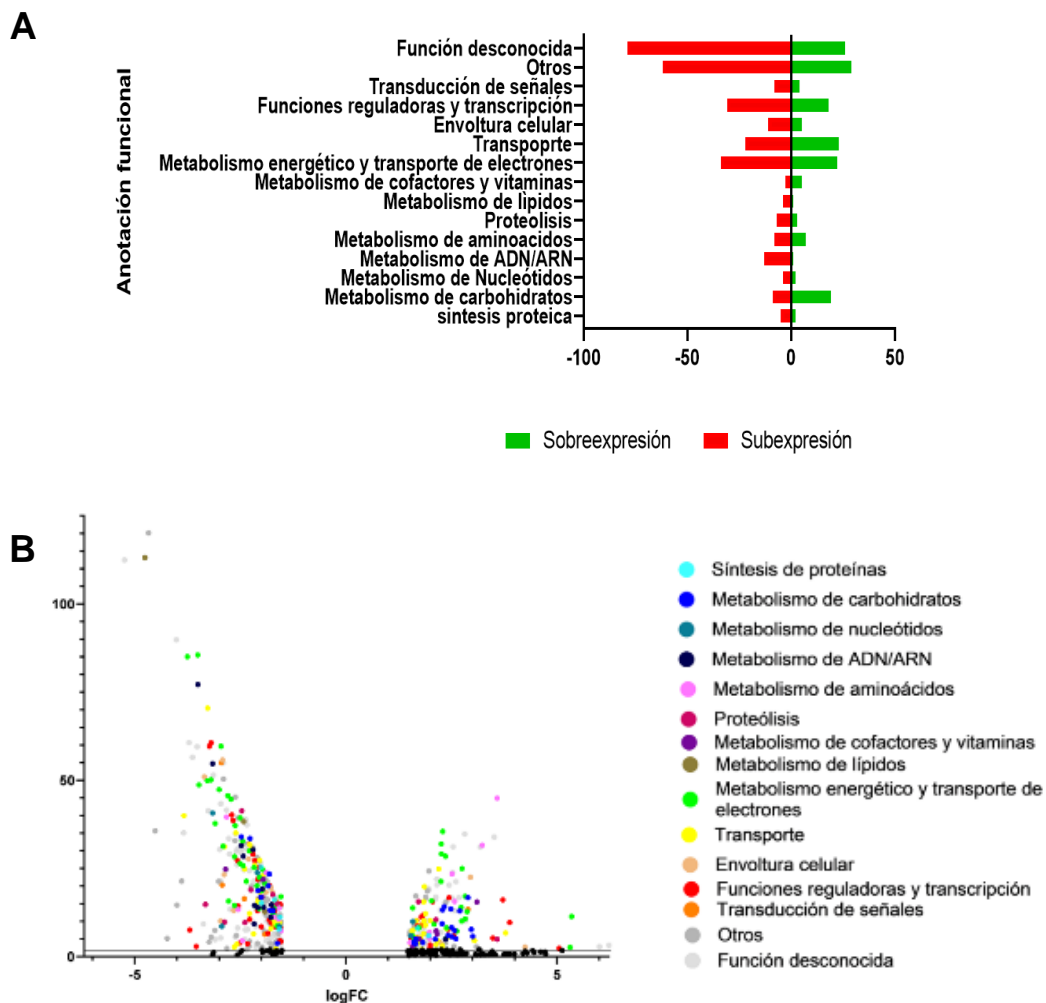 A
Anotación funcional
Función desconocida
Otros
Transducción de señales
Funciones reguladoras y transcripción
Envoltura celular
Transpoprte
Metabolismo energético y transporte de electrones
Metabolismo de cofactores y vitaminas
Metabolismo de lìpidos
Proteolisis
Metabolismo de aminoacidos
Metabolismo de ADN/ARN
Metabolismo de Nucleótidos
Metabolismo de carbohidratos
sintesis proteica
-100 -50 0 50
Sobreexpresión Subexpresión
B
100
50
0
-5 0 5
logFC
Síntesis de proteínas
Metabolismo de carbohidratos
Metabolismo de nucleótidos
Metabolismo de ADN/ARN
Metabolismo de aminoácidos
Proteólisis
Metabolismo de cofactores y vitaminas
Metabolismo de lípidos
Metabolismo energético y transporte de
electrones
Transporte
Envoltura celular
Funciones reguladoras y transcripción
Transducción de señales
Otros
Función desconocida